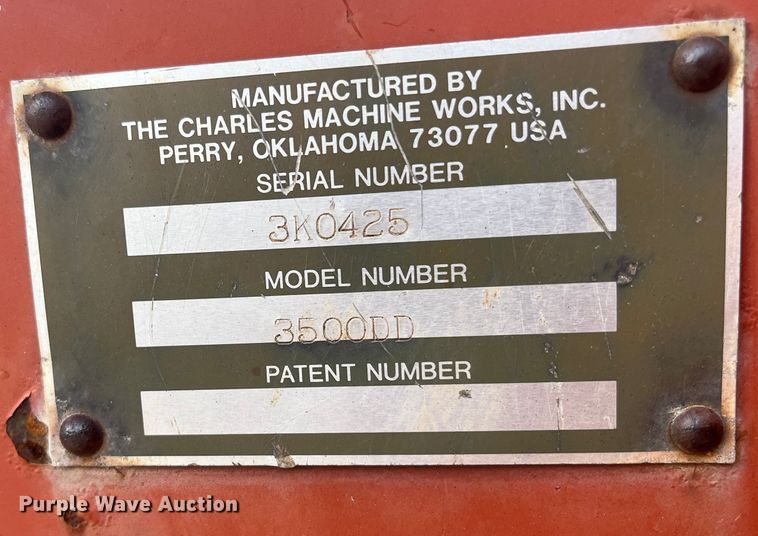 MANUFACTURED BY
THE CHARLES MACHINE WORKS, INC.
PERRY, OKLAHOMA 73077 USA
SERIAL NUMBER
3K0425
MODEL NUMBER
3500DD
PATENT NUMBER
Purple Wave Auction